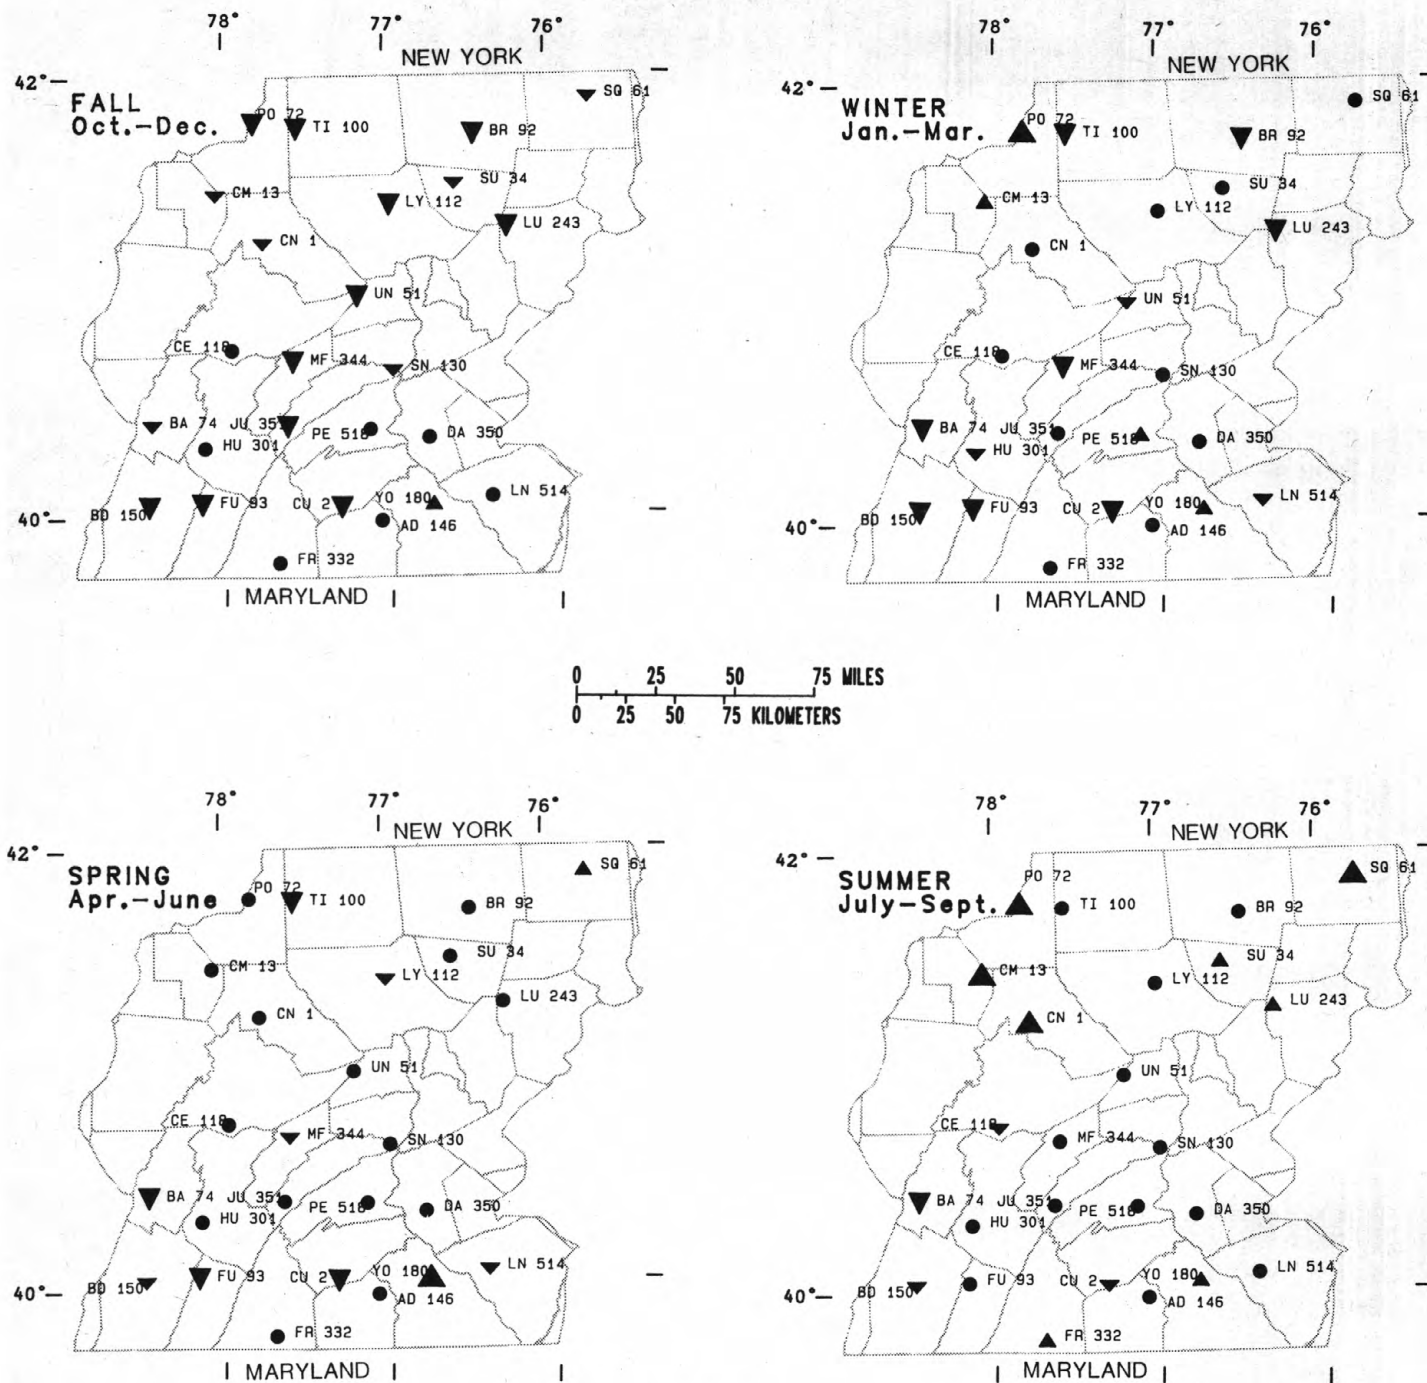 78° 77° 76°
NEW YORK
42°
FALL
Oct.-Dec.
PO 72
TI 100
BR 92
SQ 61
CM 13
SU 34
LY 112
LU 243
CN 1
UN 51
CE 118
MF 344
SN 130
BA 74
JU 351
HU 301
PE 518
DA 350
BD 150
FU 93
CU 2
YO 180
LN 514
AD 146
40°
FR 332
MARYLAND
78° 77° 76°
NEW YORK
42°
WINTER
Jan.-Mar.
PO 72
TI 100
BR 92
SQ 61
CM 13
SU 34
LY 112
LU 243
CN 1
UN 51
CE 118
MF 344
SN 130
BA 74
JU 351
HU 301
PE 518
DA 350
BD 150
FU 93
CU 2
YO 180
LN 514
AD 146
40°
FR 332
MARYLAND
0 25 50 75 MILES
0 25 50 75 KILOMETERS
78° 77° 76°
NEW YORK
42°
SPRING
Apr.-June
PO 72
TI 100
BR 92
SQ 61
CM 13
SU 34
LY 112
LU 243
CN 1
UN 51
CE 118
MF 344
SN 130
BA 74
JU 351
HU 301
PE 518
DA 350
BD 150
FU 93
CU 2
YO 180
LN 514
AD 146
40°
FR 332
MARYLAND
78° 77° 76°
NEW YORK
42°
SUMMER
July-Sept.
PO 72
TI 100
BR 92
SQ 61
CM 13
SU 34
LY 112
LU 243
CN 1
UN 51
CE 118
MF 344
SN 130
BA 74
JU 351
HU 301
PE 518
DA 350
BD 150
FU 93
CU 2
YO 180
LN 514
AD 146
40°
FR 332
MARYLAND